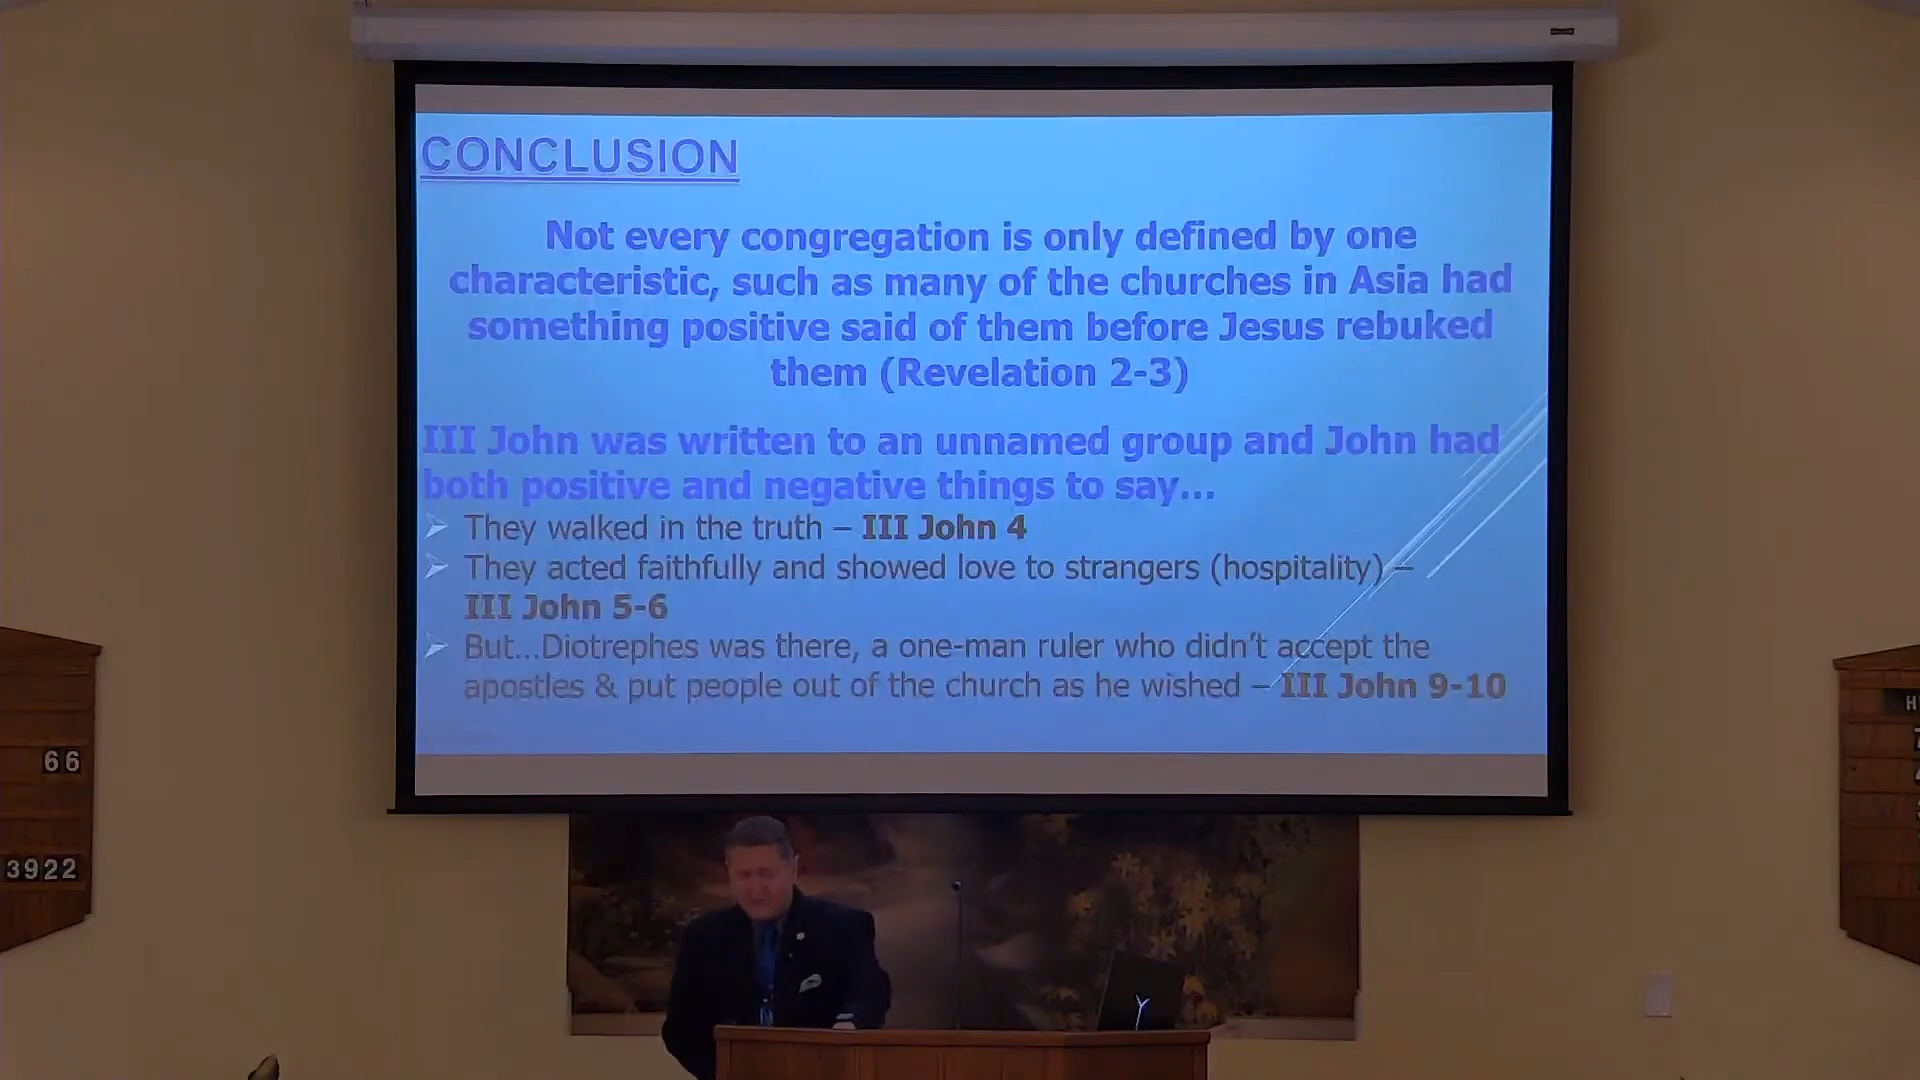 CONCLUSION
Not every congregation is only defined by one
characteristic, such as many of the churches in Asia had
something positive said of them before Jesus rebuked
them (Revelation 2-3)
III John was written to an unnamed group and John had
both positive and negative things to say...
They walked in the truth – III John 4
They acted faithfully and showed love to strangers (hospitality) –
III John 5-6
But...Diotrephes was there, a one-man ruler who didn't accept the
apostles & put people out of the church as he wished – III John 9-10
66
3922
H